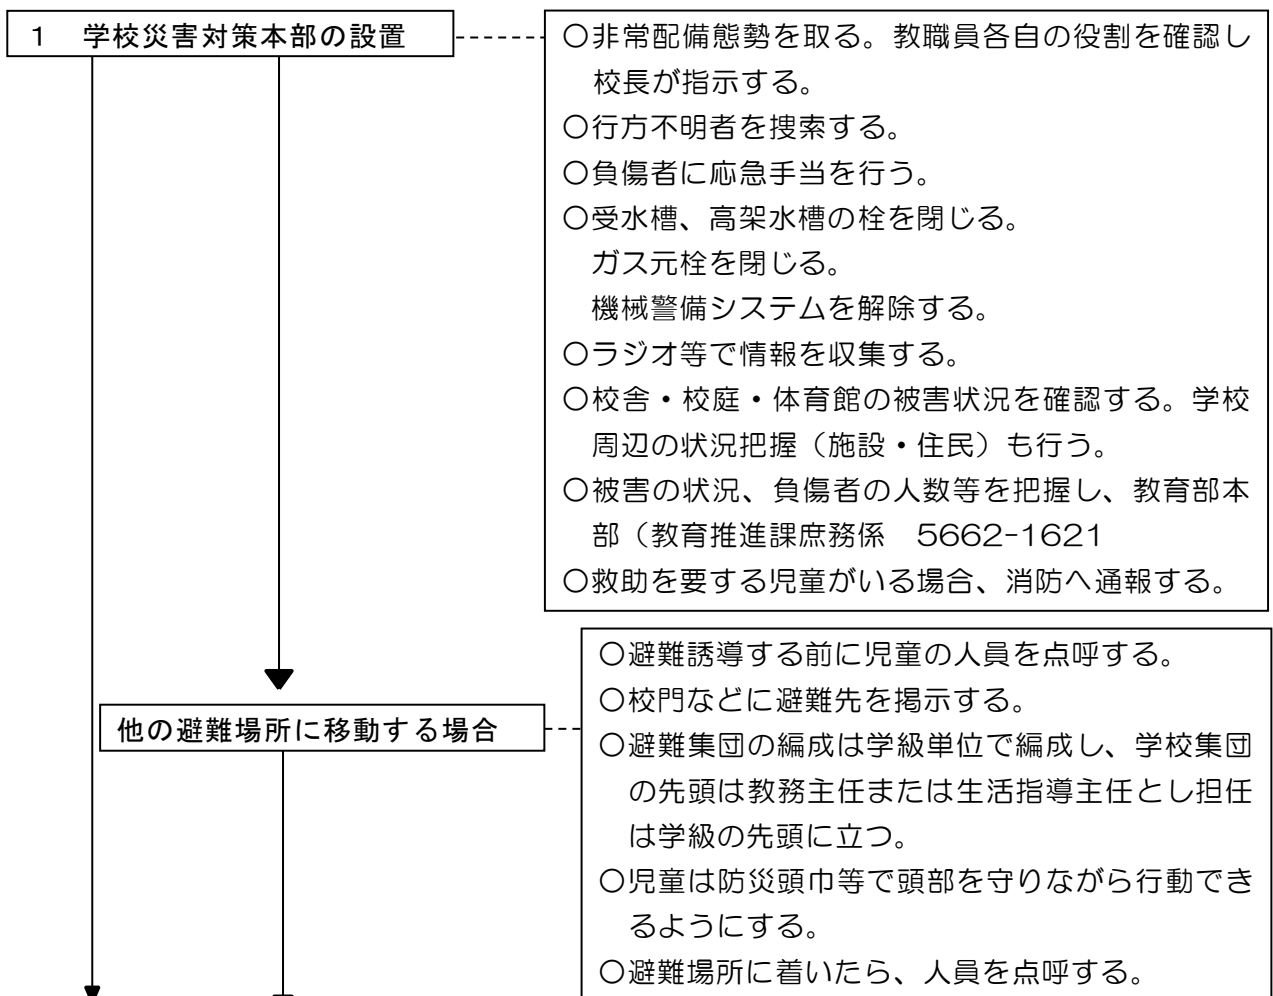 1　学校災害対策本部の設置
○非常配備態勢を取る。教職員各自の役割を確認し
校長が指示する。
○行方不明者を捜索する。
○負傷者に応急手当を行う。
○受水槽、高架水槽の栓を閉じる。
ガス元栓を閉じる。
機械警備システムを解除する。
○ラジオ等で情報を収集する。
○校舎・校庭・体育館の被害状況を確認する。学校
周辺の状況把握（施設・住民）も行う。
○被害の状況、負傷者の人数等を把握し、教育部本
部（教育推進課庶務係　5662-1621
○救助を要する児童がいる場合、消防へ通報する。
他の避難場所に移動する場合
○避難誘導する前に児童の人員を点呼する。
○校門などに避難先を掲示する。
○避難集団の編成は学級単位で編成し、学校集団
の先頭は教務主任または生活指導主任とし担任
は学級の先頭に立つ。
○児童は防災頭巾等で頭部を守りながら行動でき
るようにする。
○避難場所に着いたら、人員を点呼する。